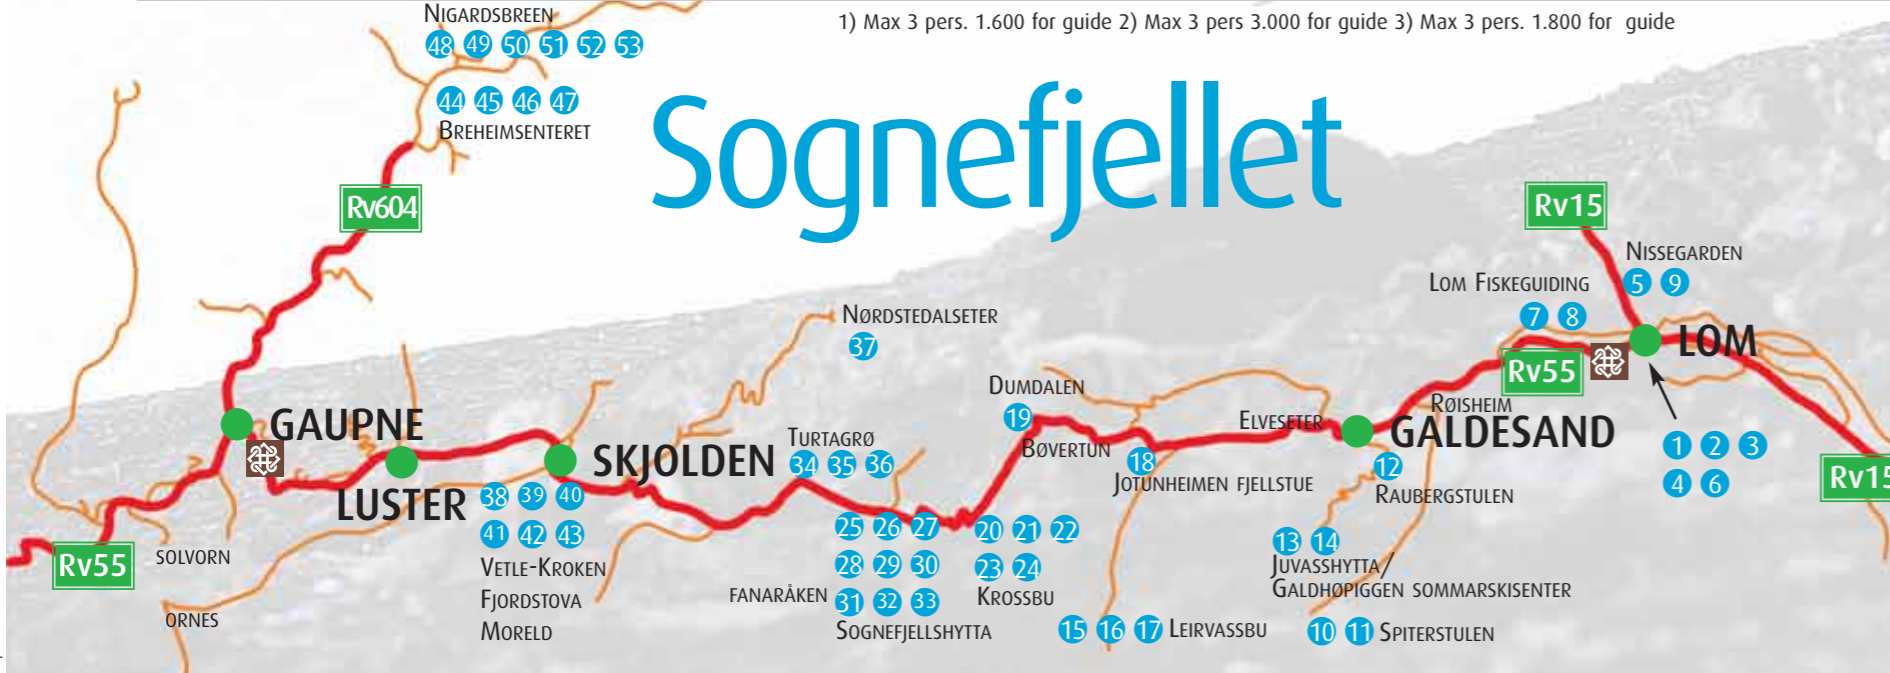 1) Max 3 pers. 1.600 for guide 2) Max 3 pers 3.000 for guide 3) Max 3 pers. 1.800 for guide
NIGARDSBREEN
48 49 50 51 52 53
44 45 46 47
BREHEIMSENTERET
Sognefjellet
Rv604
Rv15
NISSEGARDEN
5 9
LOM FISKEGUIDING
7 8
LOM
Rv55
NØRDSTEDALSETER
37
DUMDALEN
19
BØVERTUN
18
JOTUNHEIMEN FJELLSTUE
ELVESETER
RØISHEIM
GALDESAND
12
RAUBERGSTULEN
1 2 3
4 6
Rv15
GAUPNE
LUSTER
SKJOLDEN
TURTAGRØ
34 35 36
38 39 40
41 42 43
VETLE-KROKEN
FJORDSTOVA
MORELD
25 26 27
28 29 30
FANARÅKEN 31 32 33
SOGNEFJELLSHYTTA
20 21 22
23 24
KROSSBU
13 14
JUVASSHYTTA/
GALDHØPIGGEN SOMMARSKISENTER
15 16 17 LEIRVASSBU
10 11 SPITERSTULEN
Rv55
SOLVORN
ORNES